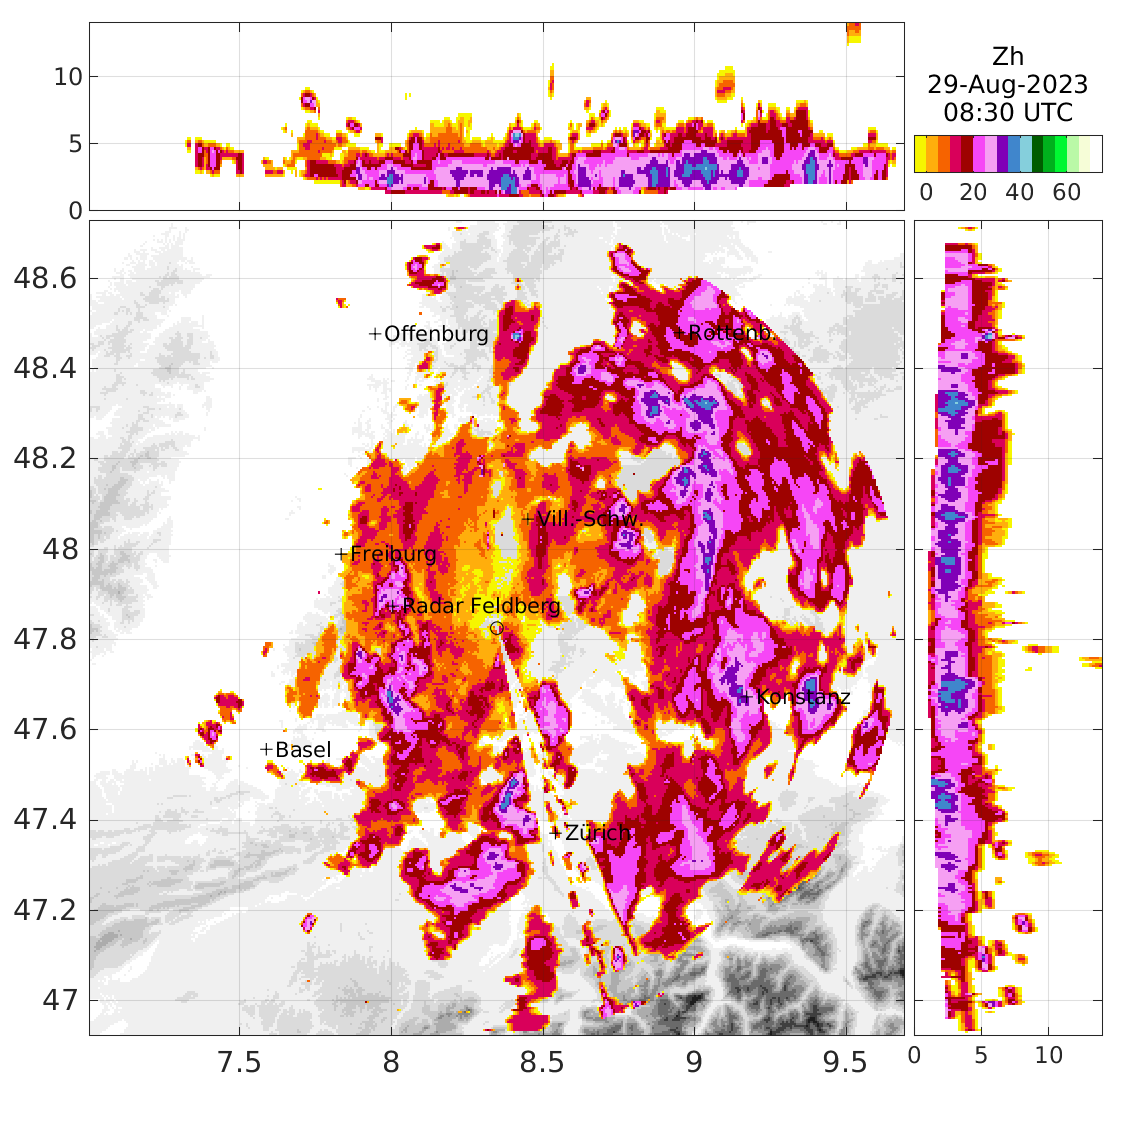 10
5
0
Zh
29-Aug-2023
08:30 UTC
0 20 40 60
48.6
48.4
48.2
48
47.8
47.6
47.4
47.2
47
+Offenburg
+Rottenb.
+Vill.-Schw.
+Freiburg
+Radar Feldberg
+Konstanz
+Basel
+Zürich
7.5 8 8.5 9 9.5
0 5 10